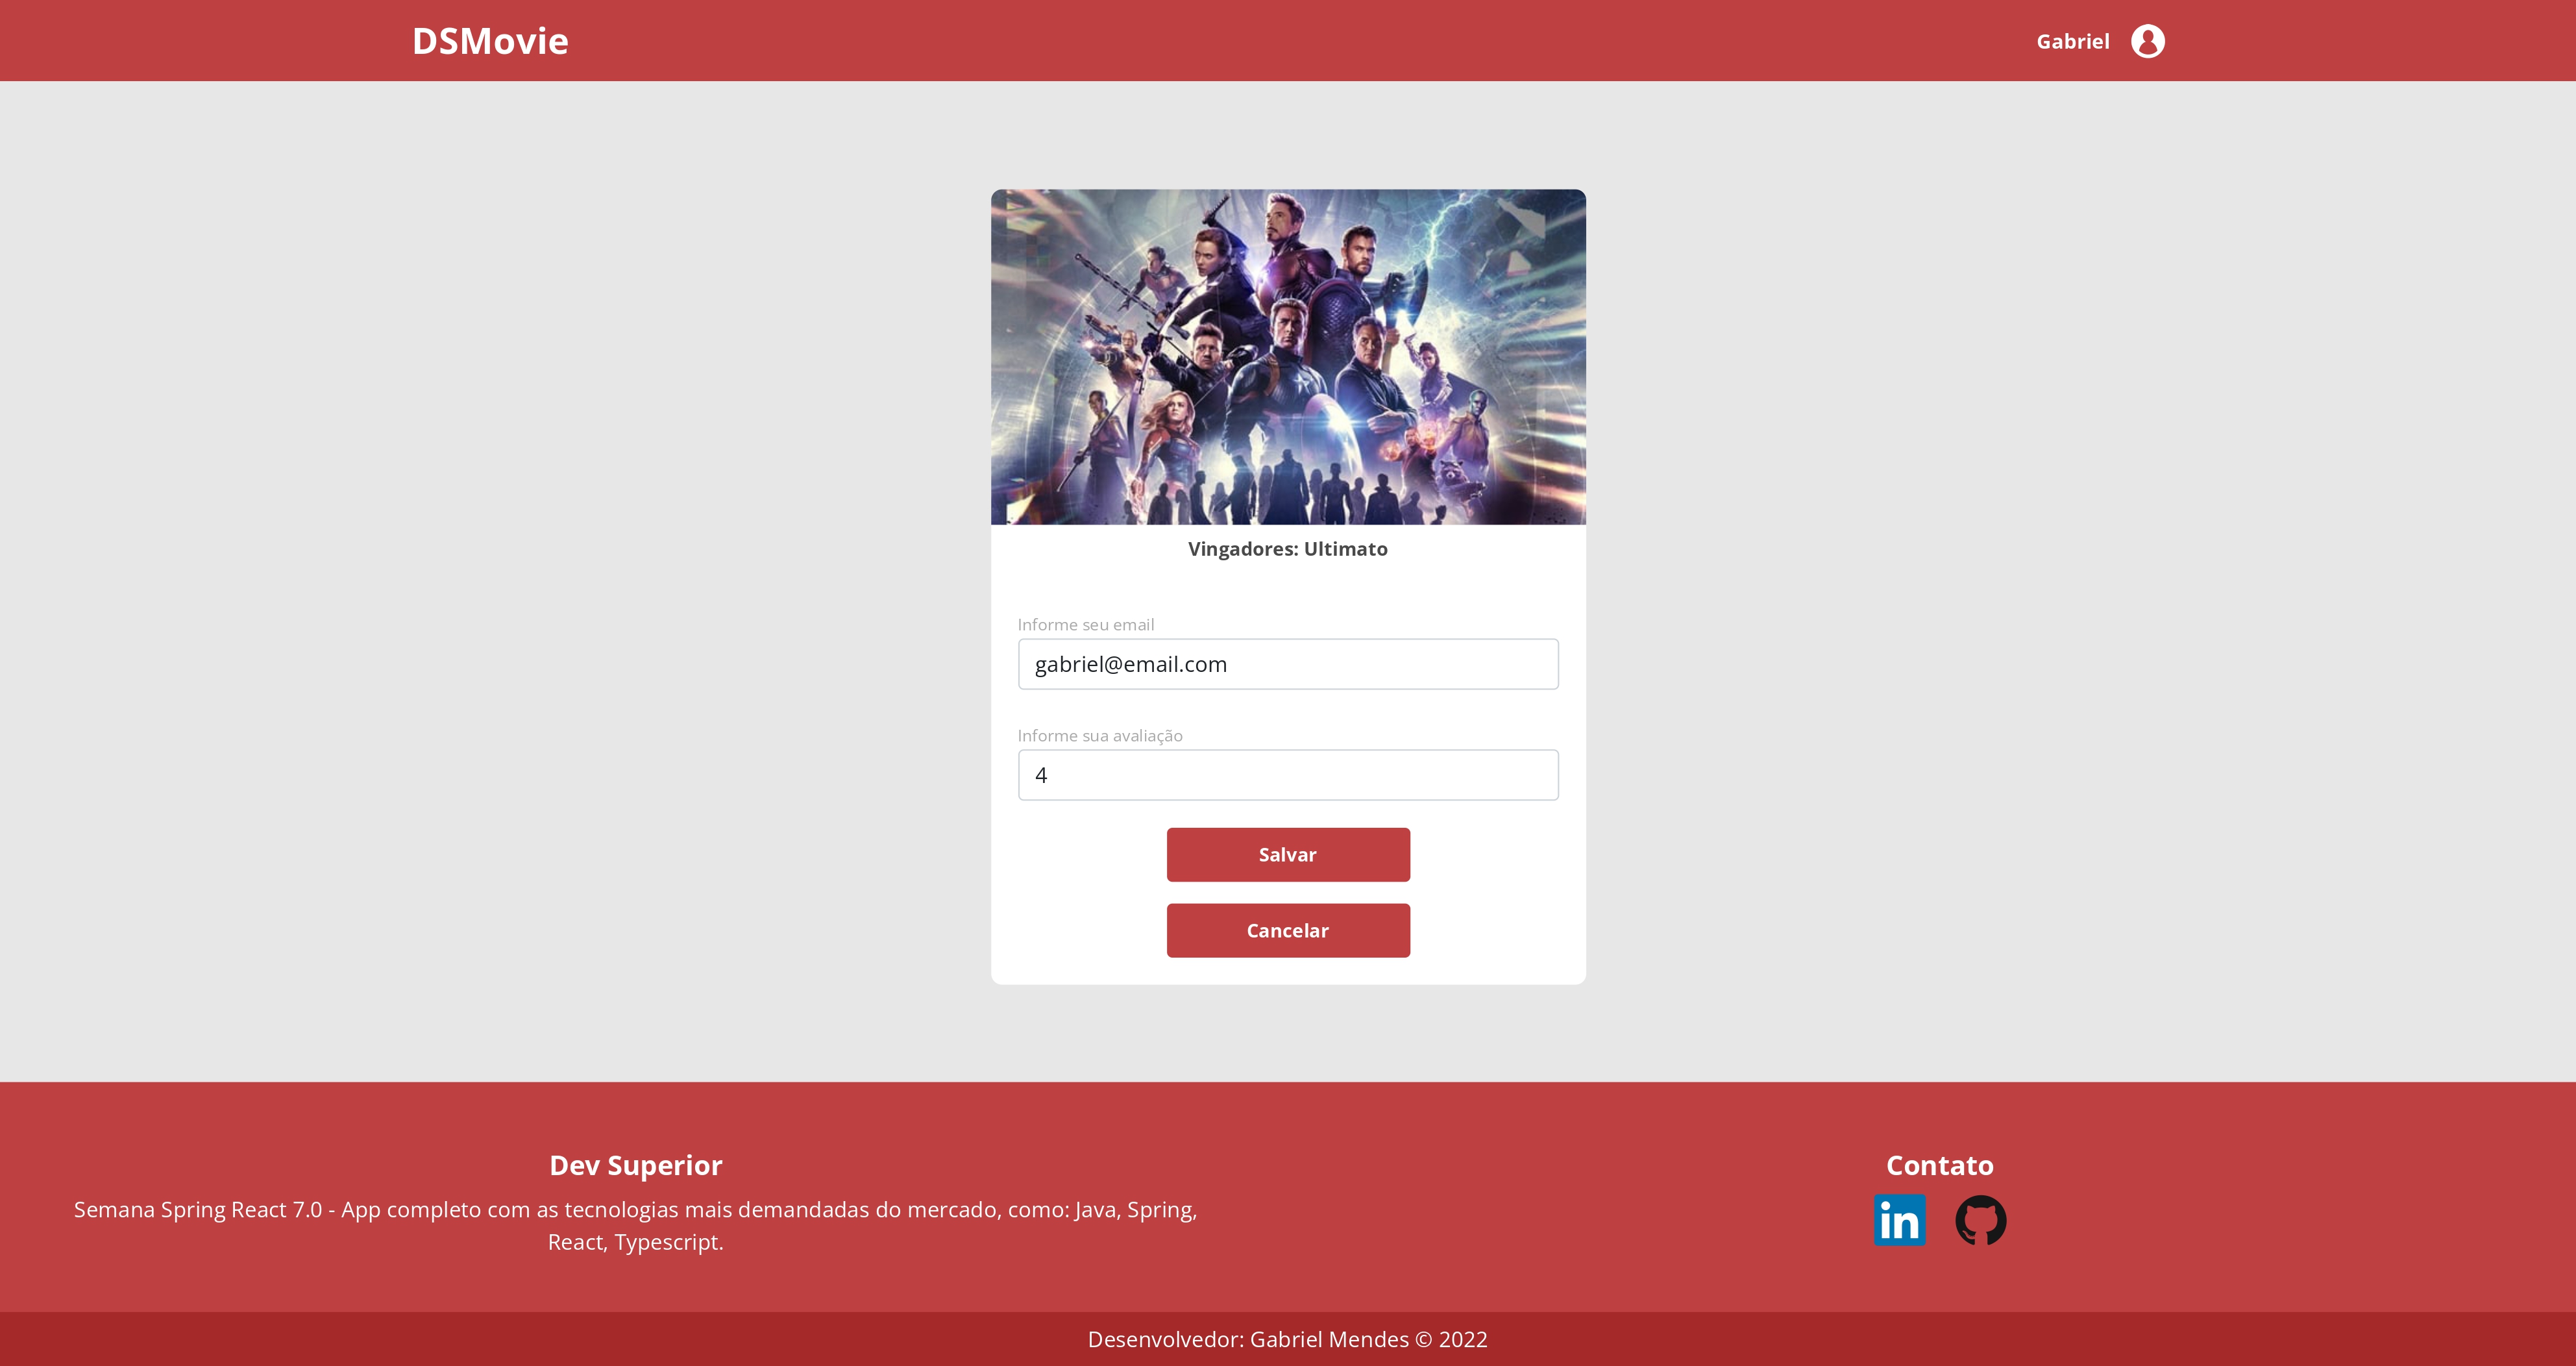 DSMovie
Gabriel
Vingadores: Ultimato
Informe seu email
gabriel@email.com
Informe sua avaliação
4
Salvar
Cancelar
Dev Superior
Semana Spring React 7.0 - App completo com as tecnologias mais demandadas do mercado, como: Java, Spring,
React, Typescript.
Contato
in
Desenvolvedor: Gabriel Mendes © 2022